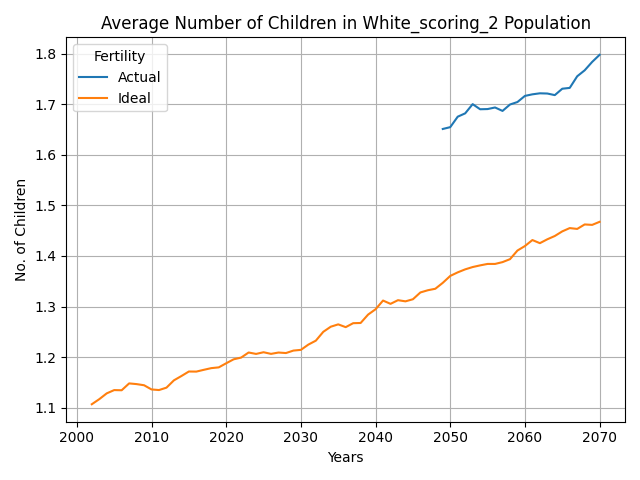 Average Number of Children in White_scoring_2 Population
Fertility
Actual
Ideal
No. of Children
1.8
1.7
1.6
1.5
1.4
1.3
1.2
1.1
2000 2010 2020 2030 2040 2050 2060 2070
Years